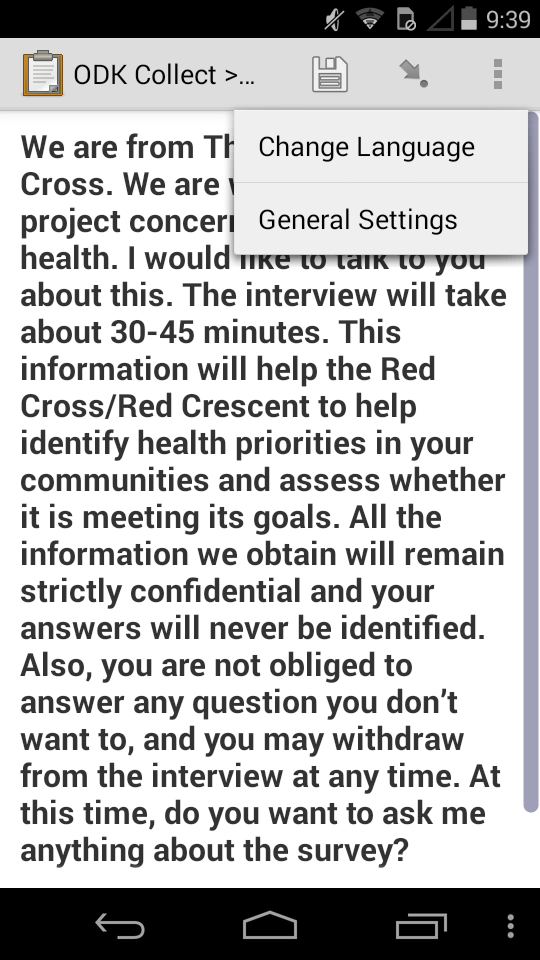 9:39
ODK Collect >...
Change Language
General Settings
We are from
Cross. We are
project
health. I would like to talk to you
about this. The interview will take
about 30-45 minutes. This
information will help the Red
Cross/Red Crescent to help
identify health priorities in your
communities and assess whether
it is meeting its goals. All the
information we obtain will remain
strictly confidential and your
answers will never be identified.
Also, you are not obliged to
answer any question you don’t
want to, and you may withdraw
from the interview at any time. At
this time, do you want to ask me
anything about the survey?